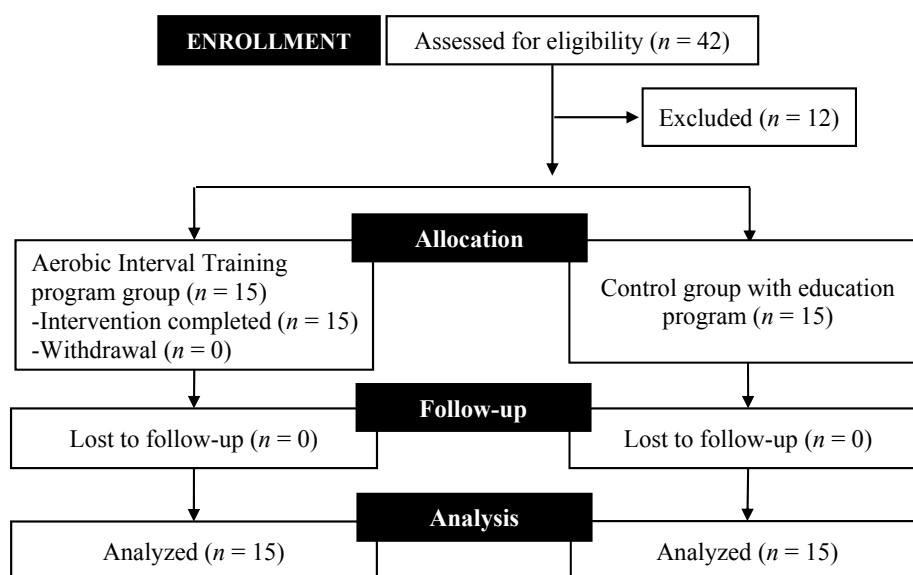 ENROLLMENT
Assessed for eligibility (n = 42)
Excluded (n = 12)
Allocation
Aerobic Interval Training
program group (n = 15)
-Intervention completed (n = 15)
-Withdrawal (n = 0)
Control group with education
program (n = 15)
Follow-up
Lost to follow-up (n = 0)
Lost to follow-up (n = 0)
Analysis
Analyzed (n = 15)
Analyzed (n = 15)